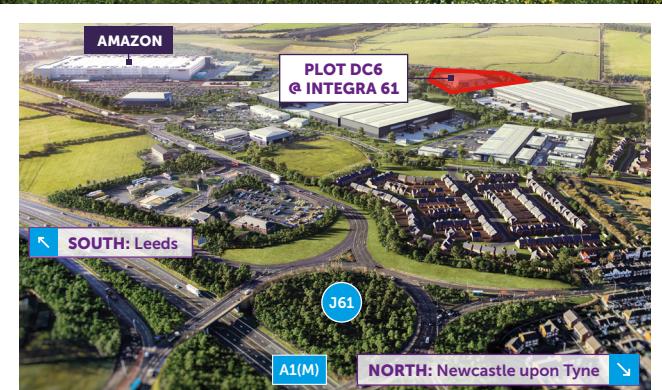 AMAZON
PLOT DC6
@ INTEGRA 61
SOUTH: Leeds
J61
A1(M)
NORTH: Newcastle upon Tyne